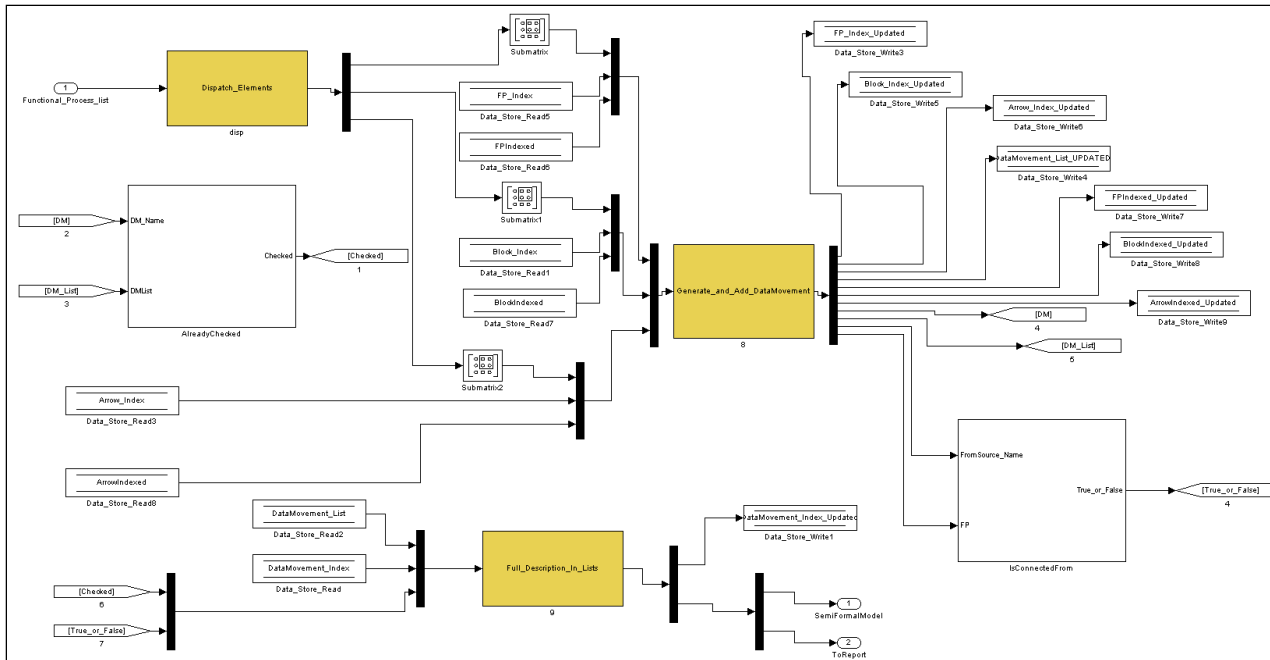 1
Functional_Process_list
Dispatch_Elements
disp
Submatrix
FP_Index
Data_Store_Read5
FPIndexed
Data_Store_Read6
Submatrix1
Block_Index
Data_Store_Read1
BlockIndexed
Data_Store_Read7
Submatrix2
[DM]
2
[DM_List]
3
DM_Name
DMList
Checked
AlreadyChecked
[Checked]
1
Arrow_Index
Data_Store_Read3
ArrowIndexed
Data_Store_Read8
Generate_and_Add_DataMovement
8
FP_Index_Updated
Data_Store_Write3
Block_Index_Updated
Data_Store_Write5
Arrow_Index_Updated
Data_Store_Write6
DataMovement_List_UPDATED
Data_Store_Write4
FPIndexed_Updated
Data_Store_Write7
BlockIndexed_Updated
Data_Store_Write8
ArrowIndexed_Updated
Data_Store_Write9
[DM]
4
[DM_List]
5
FromSource_Name
FP
True_or_False
IsConnectedFrom
[True_or_False]
4
DataMovement_List
Data_Store_Read2
DataMovement_Index
Data_Store_Read
[Checked]
6
[True_or_False]
7
Full_Description_In_Lists
9
DataMovement_Index_Updated
Data_Store_Write1
1
SemiFormalModel
2
ToReport